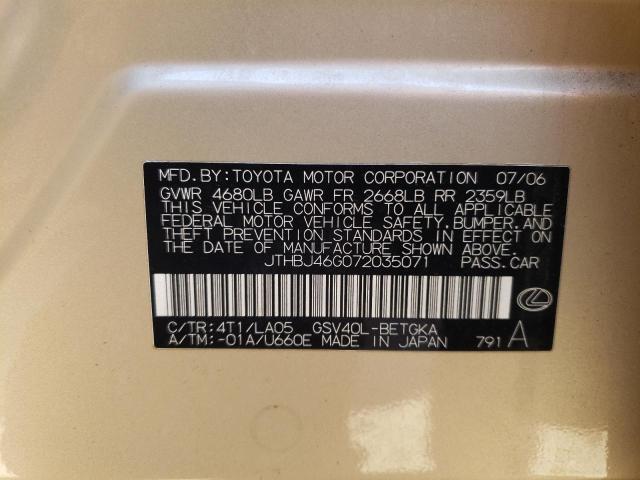 MFD. BY: TOYOTA MOTOR CORPORATION 07/06
GVWR 4680LB GAWR FR 2668LB RR 2359LB
THIS VEHICLE CONFORMS TO ALL APPLICABLE
FEDERAL MOTOR VEHICLE SAFETY, BUMPER, AND
THEFT PREVENTION STANDARDS IN EFFECT ON
THE DATE OF MANUFACTURE SHOWN ABOVE.
JTHBJ46G072035071 PASS. CAR
C/TR: 4T1/LA05 GSV40L-BETGKA
A/TM: -01A/U660E MADE IN JAPAN 791 A